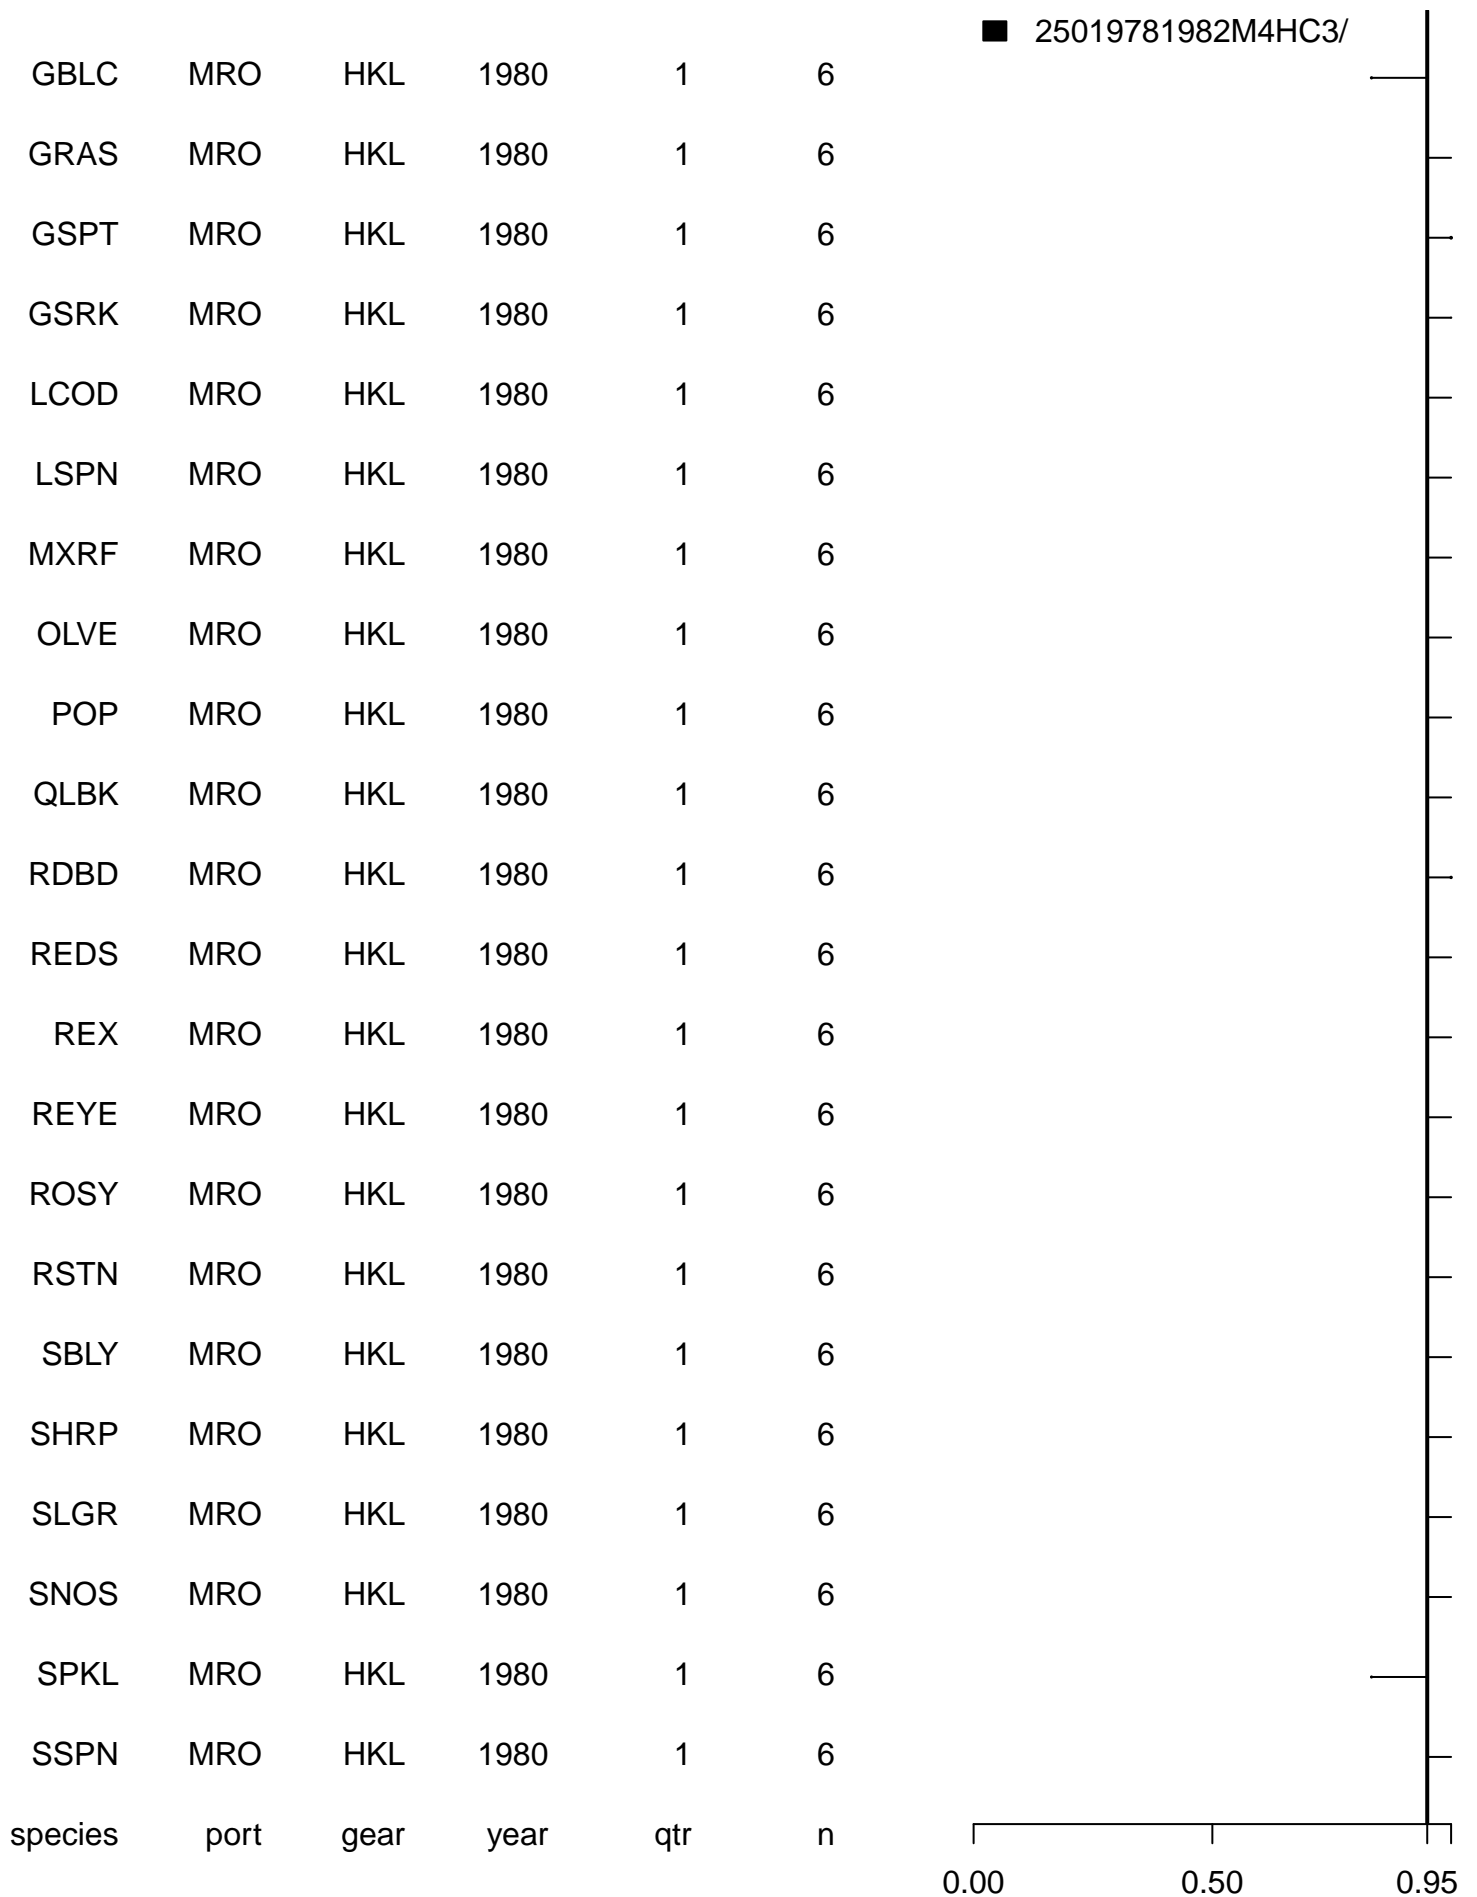 25019781982M4HC3/
GBLC MRO HKL 1980 1 6
GRAS MRO HKL 1980 1 6
GSPT MRO HKL 1980 1 6
GSRK MRO HKL 1980 1 6
LCOD MRO HKL 1980 1 6
LSPN MRO HKL 1980 1 6
MXRF MRO HKL 1980 1 6
OLVE MRO HKL 1980 1 6
POP MRO HKL 1980 1 6
QLBK MRO HKL 1980 1 6
RDBD MRO HKL 1980 1 6
REDS MRO HKL 1980 1 6
REX MRO HKL 1980 1 6
REYE MRO HKL 1980 1 6
ROSY MRO HKL 1980 1 6
RSTN MRO HKL 1980 1 6
SBLY MRO HKL 1980 1 6
SHRP MRO HKL 1980 1 6
SLGR MRO HKL 1980 1 6
SNOS MRO HKL 1980 1 6
SPKL MRO HKL 1980 1 6
SSPN MRO HKL 1980 1 6
species port gear year qtr n
0.00 0.50 0.95